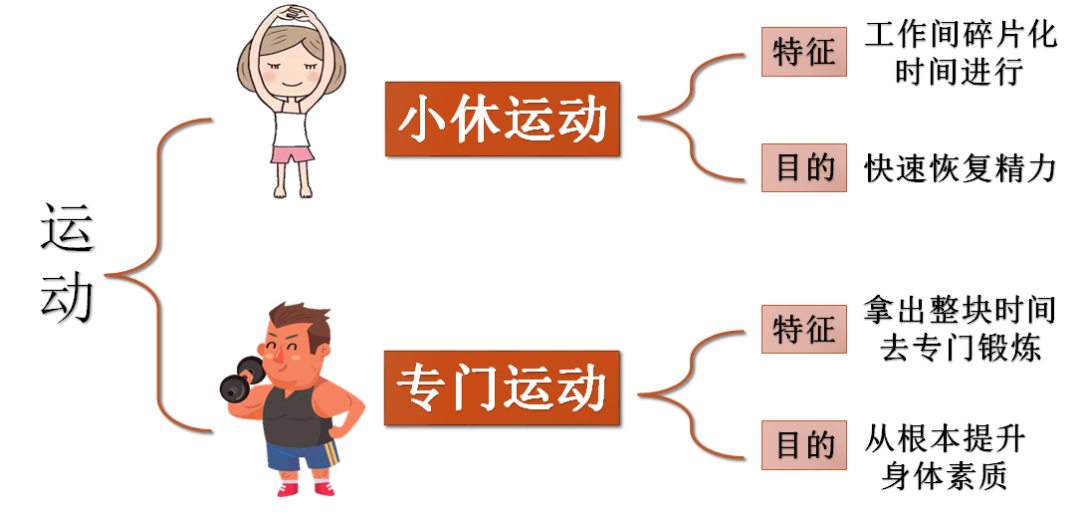 运动
小休运动
特征
工作间碎片化
时间进行
目的
快速恢复精力
专门运动
特征
拿出整块时间
去专门锻炼
目的
从根本提升
身体素质